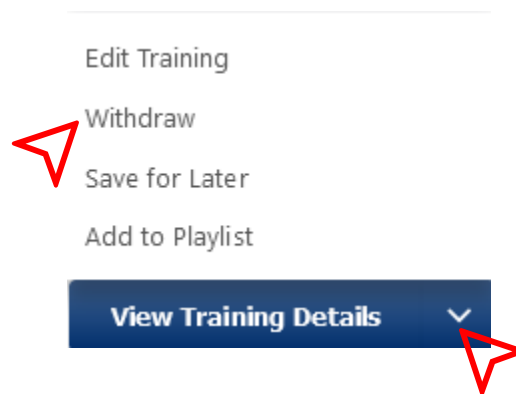 Edit Training
Withdraw
Save for Later
Add to Playlist
View Training Details